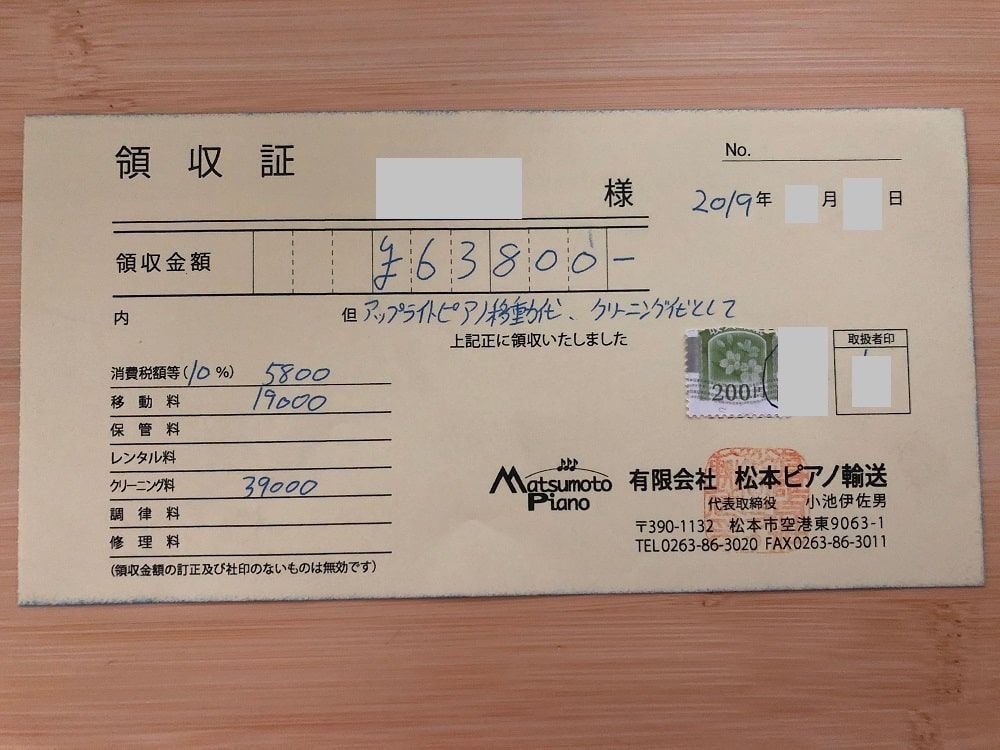 領収証
様
No.
2019年 月 日
領収金額 ¥63800-
内
但 アップライトピアノ移動代、クリーニング代として
上記正に領収いたしました
消費税額等(10%) 5800
移動料 19000
保管料
レンタル料
クリーニング料 39000
調律料
修理料
(領収金額の訂正及び社印のないものは無効です)
200円
取扱者印
Matsumoto
Piano
有限会社 松本ピアノ輸送
代表取締役 小池伊佐男
〒390-1132 松本市空港東9063-1
TEL0263-86-3020 FAX0263-86-3011